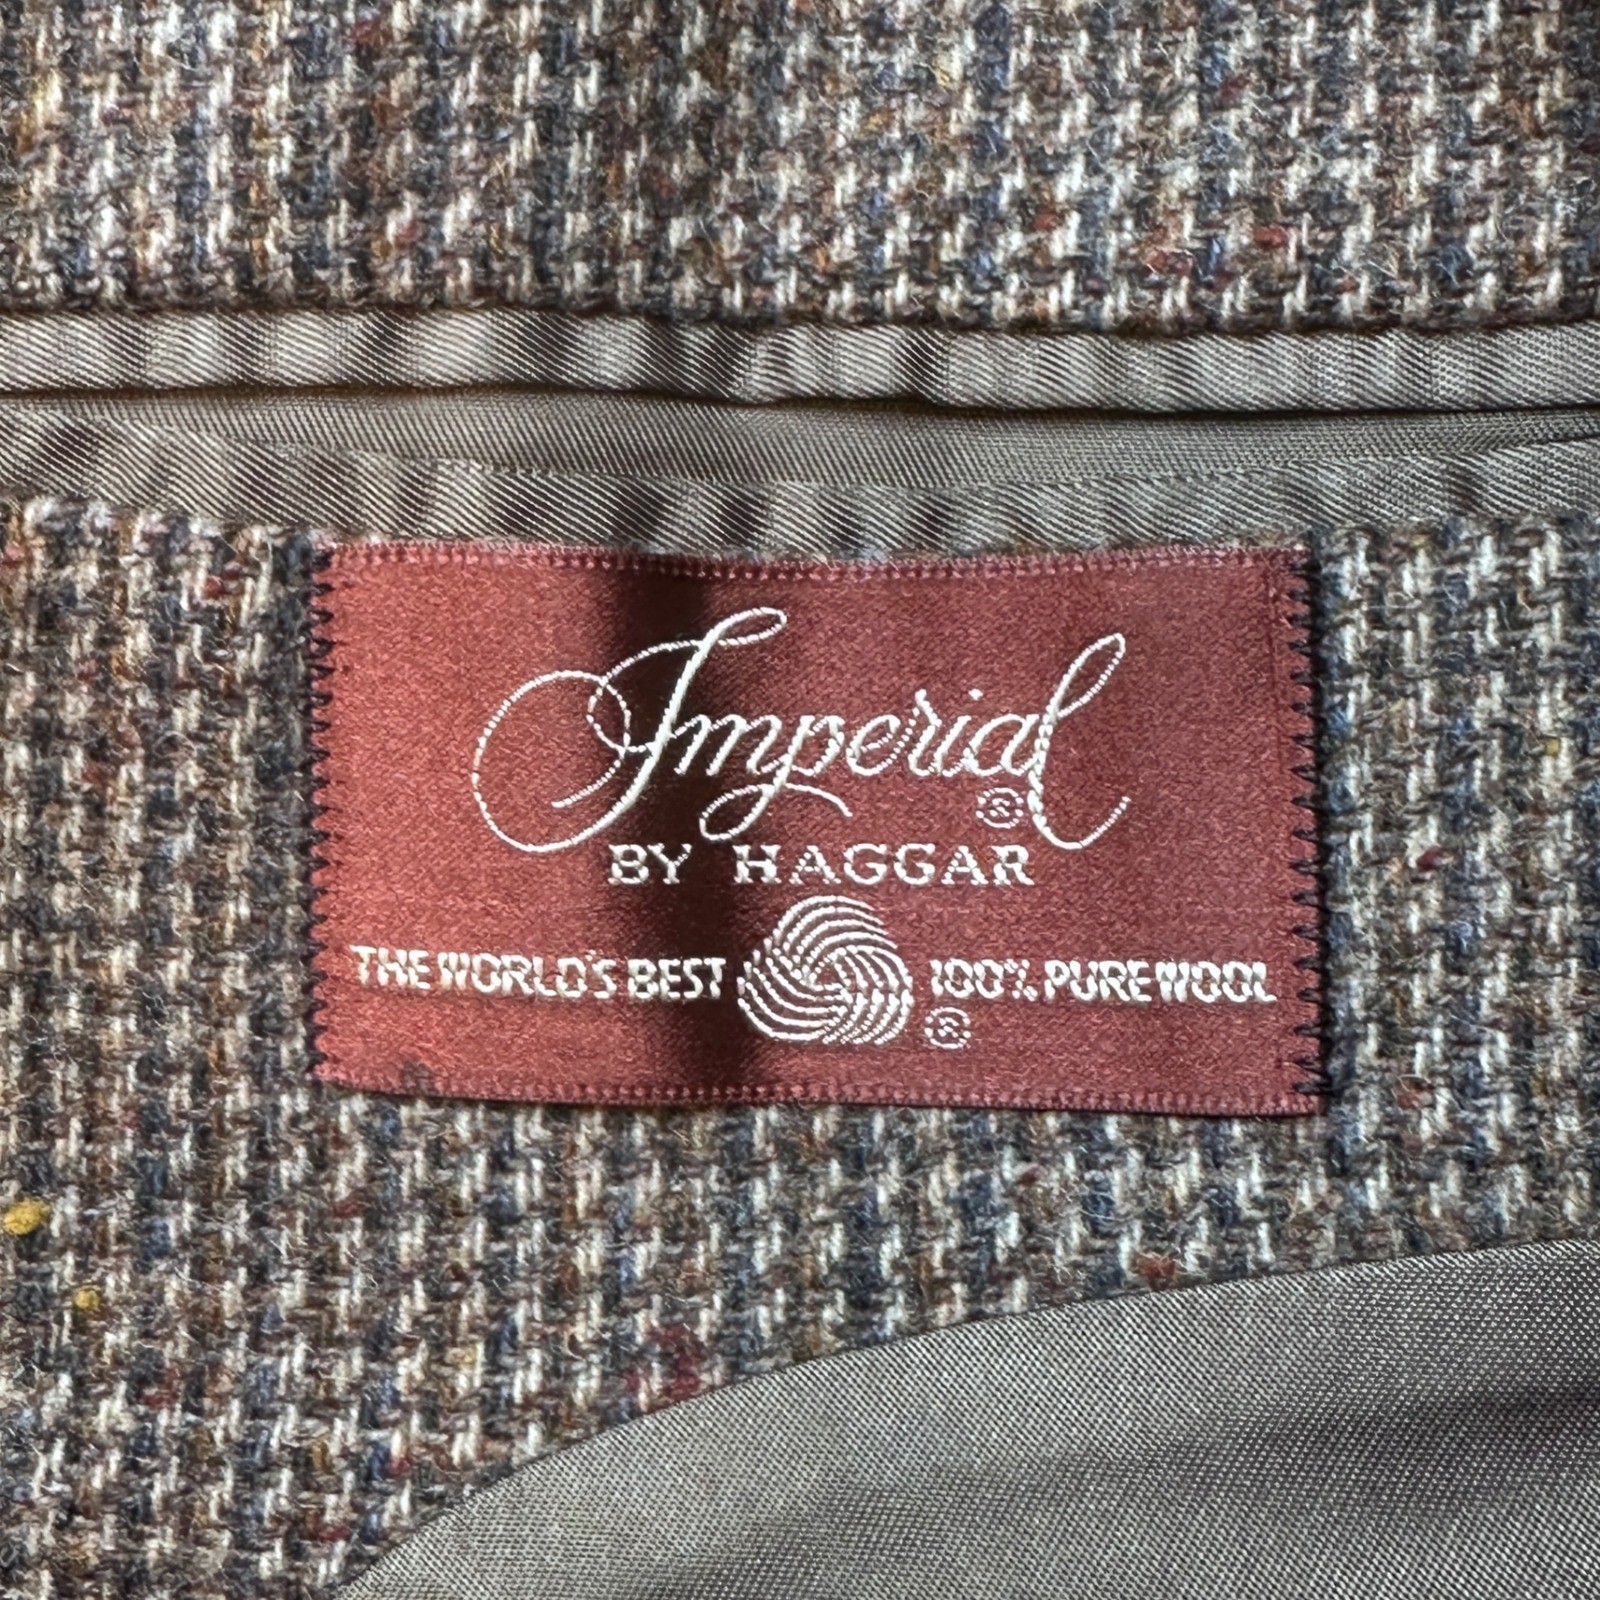 Imperial®
BY HAGGAR
THE WORLD'S BEST 100% PURE WOOL
®